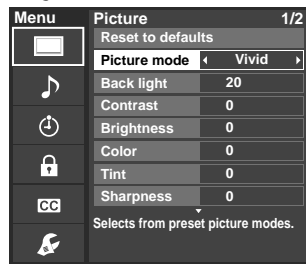 Menu
Picture 1/2
Reset to defaults
Picture mode Vivid
Back light 20
Contrast 0
Brightness 0
Color 0
Tint 0
CC
Sharpness 0
Selects from preset picture modes.